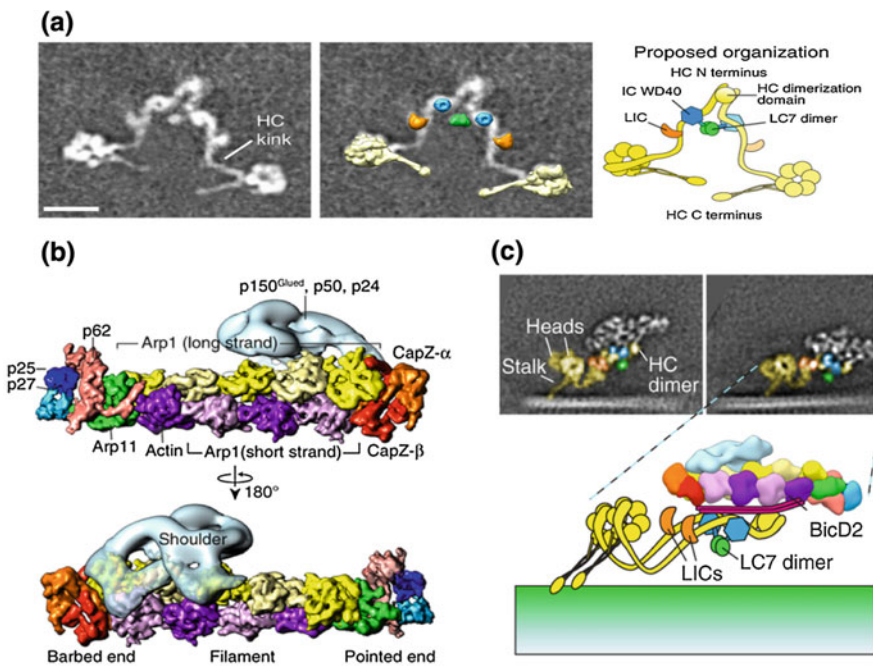 (a)
HC
kink
Proposed organization
HC N terminus
IC WD40
HC dimerization
domain
LIC
LC7 dimer
HC C terminus
(b)
p150Glued, p50, p24
p62
Arp1 (long strand)
CapZ-α
p25
p27
Arp11
Actin
Arp1(short strand)
CapZ-β
180°
Shoulder
Barbed end
Filament
Pointed end
(c)
Heads
Stalk
HC
dimer
BicD2
LC7 dimer
LICs